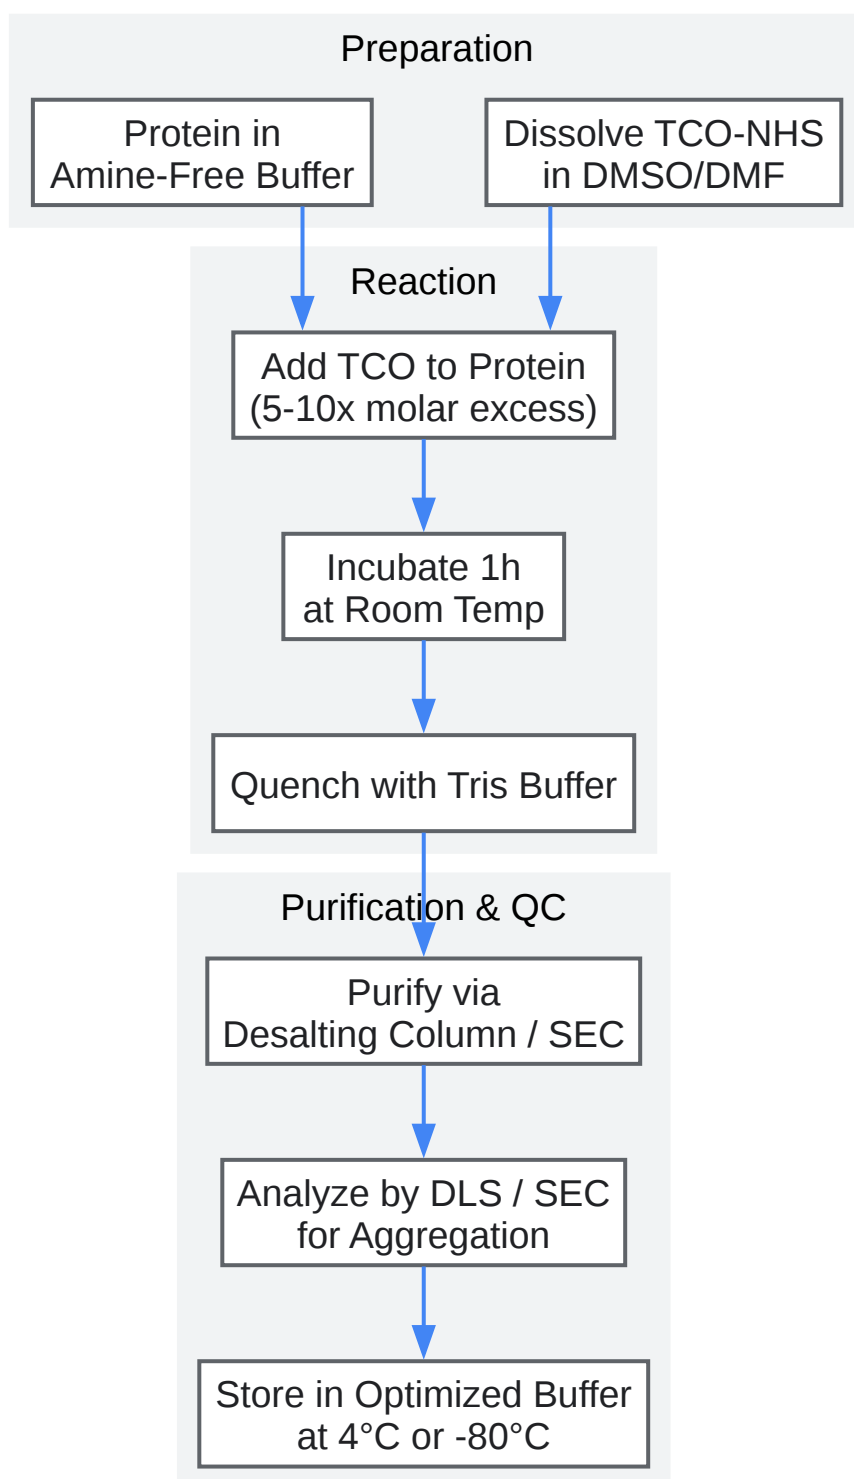 Preparation
Protein in
Amine-Free Buffer
Dissolve TCO-NHS
in DMSO/DMF
Reaction
Add TCO to Protein
(5-10x molar excess)
Incubate 1h
at Room Temp
Quench with Tris Buffer
Purification & QC
Purify via
Desalting Column / SEC
Analyze by DLS / SEC
for Aggregation
Store in Optimized Buffer
at 4°C or -80°C